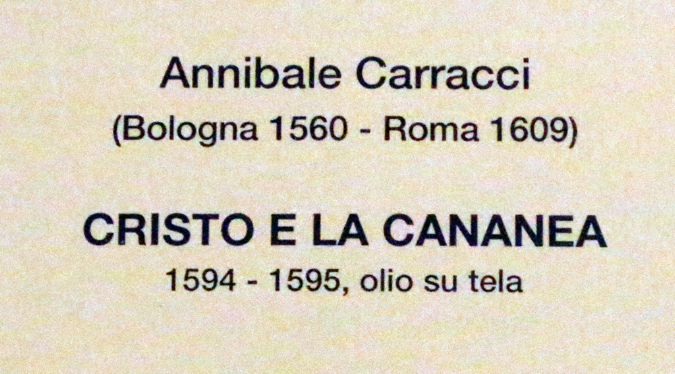 Annibale Carracci
(Bologna 1560 - Roma 1609)
CRISTO E LA CANANEA
1594 - 1595, olio su tela